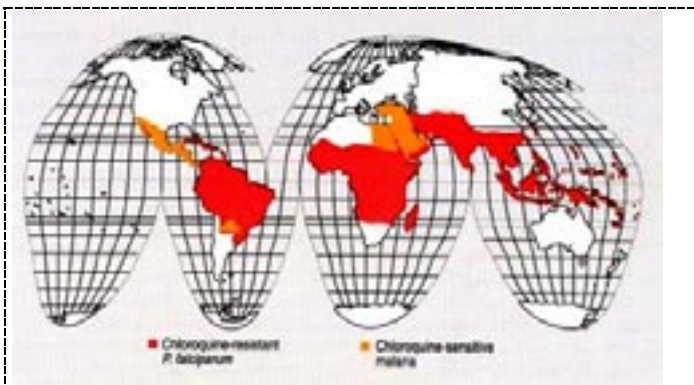 Chloroquine-resistant
P. falciparum
Chloroquine-sensitive
malaria